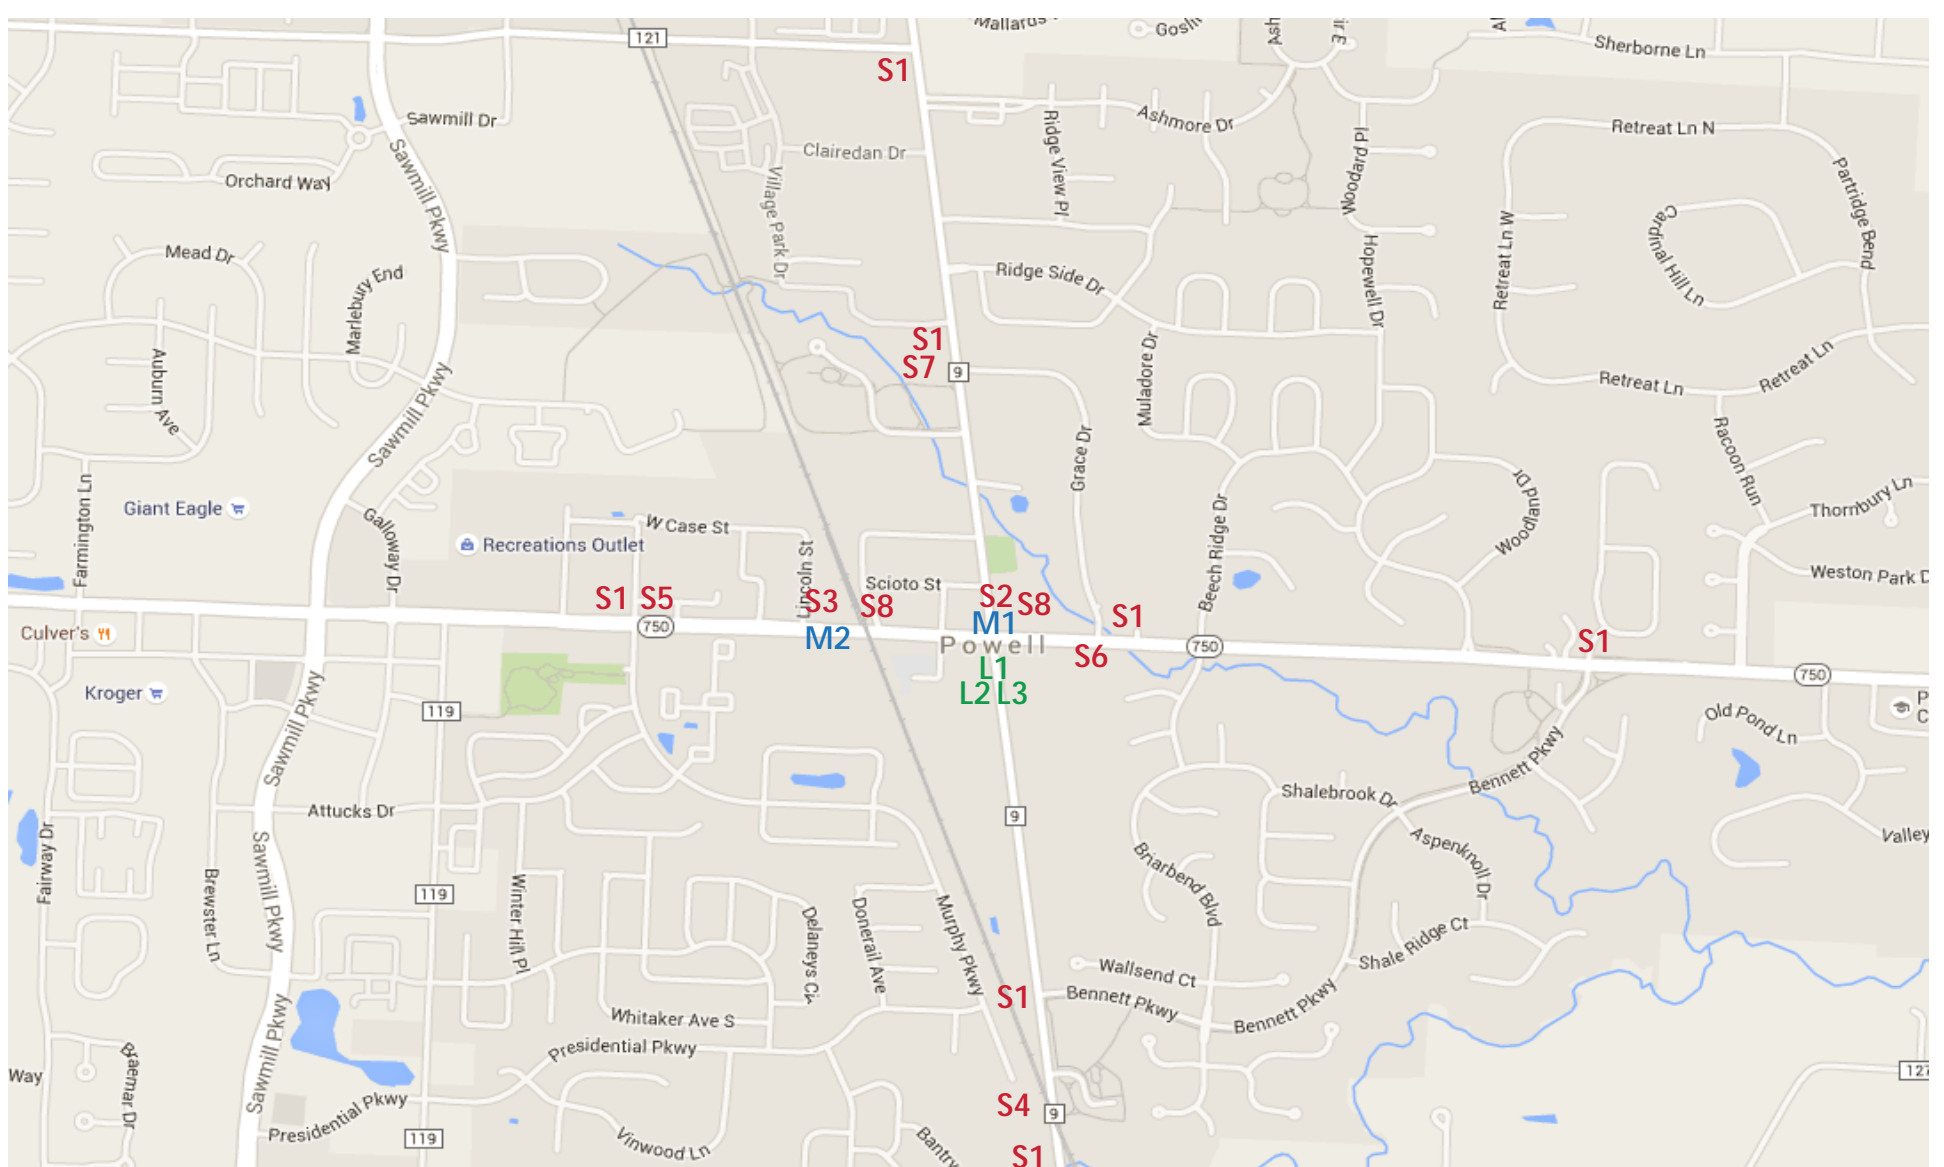 121
Mallards
Gosh
Sherborne Ln
S1
Sawmill Dr
Ashmore Dr
Retreat Ln N
Clairedan Dr
Ridge View Pl
Woodard Pl
Partridge Bend
Orchard Way
Sawmill Pkwy
Village Park Dr
Cardinal Hill Ln
Retreat Ln W
Mead Dr
Marlebury End
Ridge Side Dr
Hopewell Dr
S1
S7
9
Auburn Ave
Muladore Dr
Retreat Ln
Retreat Ln
Sawmill Pkwy
Grace Dr
Racoon Run
Farmington Ln
Giant Eagle
Galloway Dr
W Case St
Recreations Outlet
Lincoln St
Beech Ridge Dr
Woodland Dr
Thornbury Ln
Scioto St
Weston Park D
S1 S5
S3
S8
S2
S8
S1
M1
Culver's
750
M2
Powell
S6
750
S1
L1
750
Kroger
L2 L3
119
P
C
Old Pond Ln
Sawmill Pkwy
Bennett Pkwy
Shalebrook Dr
Attucks Dr
9
Aspenknoll Dr
Valley
Fairway Dr
Sawmill Pkwy
Brewster Ln
119
Winter Hill Pl
Briarbend Blvd
Delaneys Cir
Donerail Ave
Murphy Pkwy
Shale Ridge Ct
Wallsend Ct
S1
Bennett Pkwy
Bennett Pkwy
Whitaker Ave S
Presidential Pkwy
Sawmill Pkwy
Way
Braemar Dr
127
Presidential Pkwy
S4
9
119
Vinwood Ln
Bantry
S1